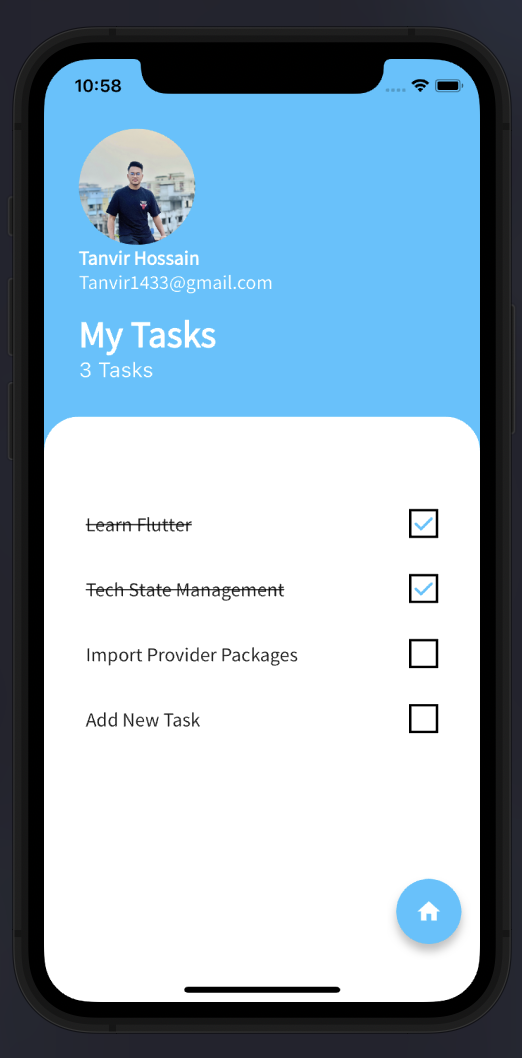 10:58
Tanvir Hossain
Tanvir1433@gmail.com
My Tasks
3 Tasks
Learn Flutter
Tech State Management
Import Provider Packages
Add New Task